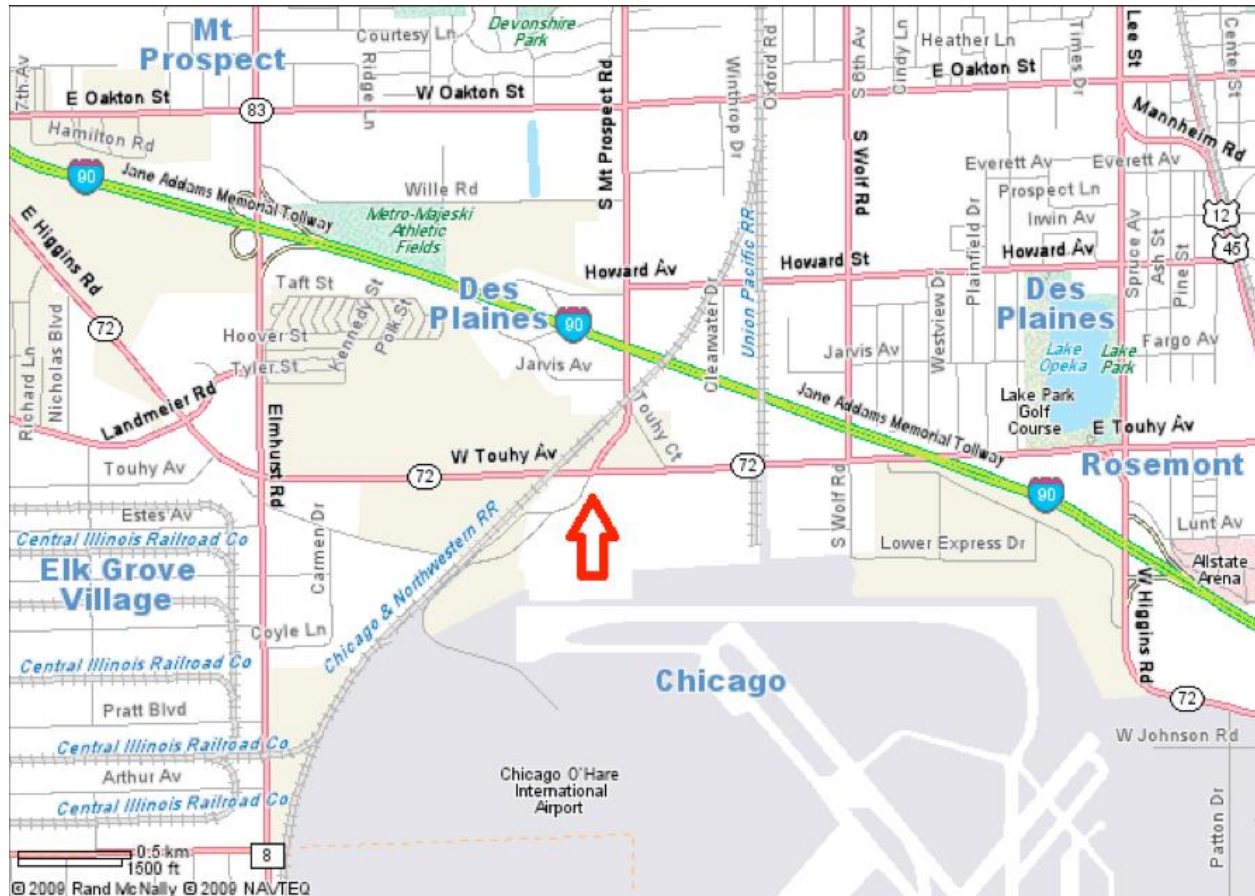 Mt
Prospect
Courtesy Ln
Devonshire
Park
Ridge Ln
7th Av
E Oakton St
83
W Oakton St
S Mt Prospect Rd.
Winthrop Dr
Oxford Rd
S 6th Av
Cindy Ln
Heather Ln
E Oakton St
Times Dr
Lee St
Center St
Mannheim Rd
Hamilton Rd
90
Jane Addams Memorial Tollway
Wille Rd
Metro-Majeski
Athletic
Fields
S Wolf Rd
Everett Av
Everett Av
Prospect Ln
Irwin Av
Plainfield Dr
Spruce Av
Ash St
Pine St
12
45
E Higgins Rd
72
Taft St
Kennedy St
Polk St
Hoover St
Tyler St
Des
Plaines
90
Howard Av
Howard St
Union Pacific RR
Clearwater Dr
Westview Dr
Jarvis Av
Jarvis Av
Des
Plaines
Lake
Opeka
Lake
Park
Fargo Av
Lake Park
Golf
Course
Richard Ln
Nicholas Blvd
Landmeier Rd
Elmhurst Rd
Touhy Av
72
W Touhy Av
Touhy Ct
72
Jane Addams Memorial Tollway
E Touhy Av
Rosemont
90
S Wolf Rd
Lower Express Dr
Lunt Av
Allstate
Arena
W Higgins Rd
72
Estes Av
Central Illinois Railroad Co
Elk Grove
Village
Carmen Dr
Coyle Ln
Chicago & Northwestern RR
Central Illinois Railroad Co
Pratt Blvd
Central Illinois Railroad Co
Arthur Av
Central Illinois Railroad Co
Chicago
Chicago O'Hare
International
Airport
W Johnson Rd
Patton Dr
8
0.5 km
1500 ft
© 2009 Rand McNally © 2009 NAVTEQ